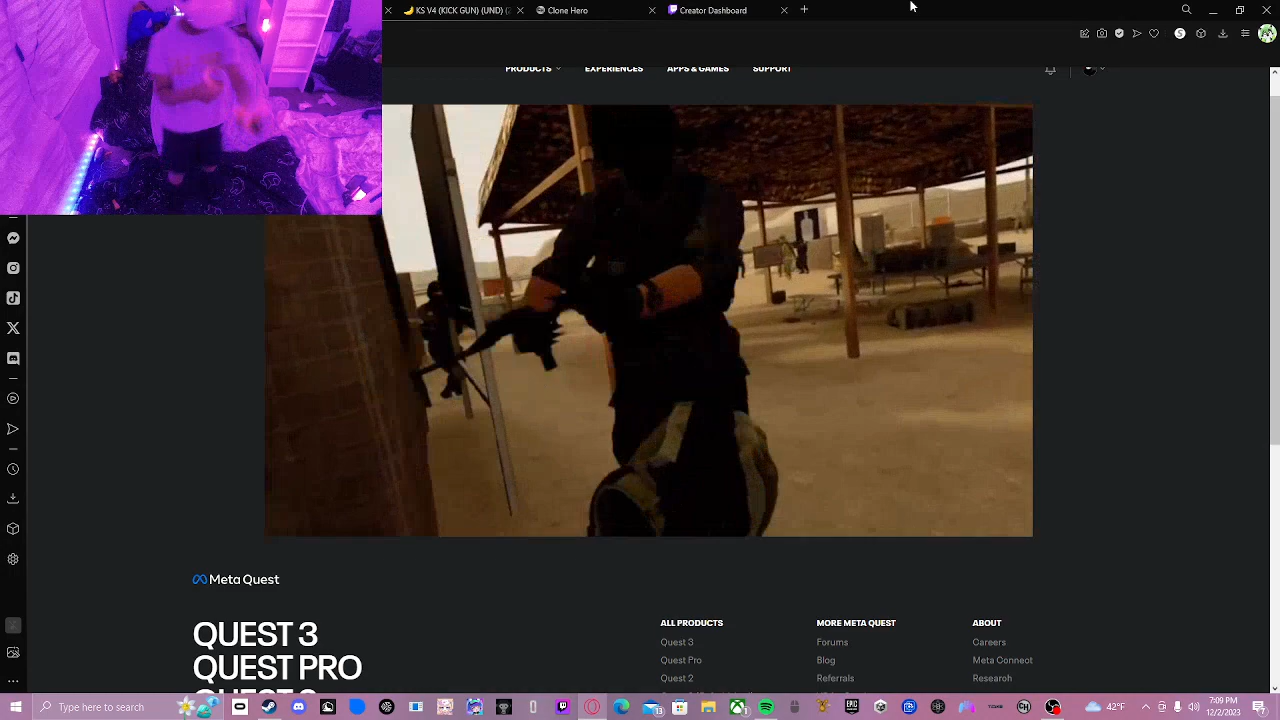 KS V4 (KICK GUN) (UND) (
Clone Hero
Creator Dashboard
PRODUCTS
EXPERIENCES
APPS & GAMES
SUPPORT
Meta Quest
QUEST 3
QUEST PRO
ALL PRODUCTS
Quest 3
Quest Pro
Quest 2
MORE META QUEST
Forums
Blog
Referrals
ABOUT
Careers
Meta Connect
Research
Type here to search
7:09 PM
12/2/2023